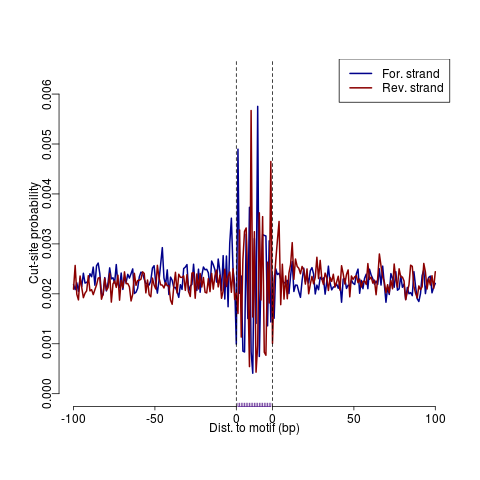 For. strand
Rev. strand
Cut-site probability
0.006
0.005
0.004
0.003
0.002
0.001
0.000
-100 -50 0 0 50 100
Dist. to motif (bp)